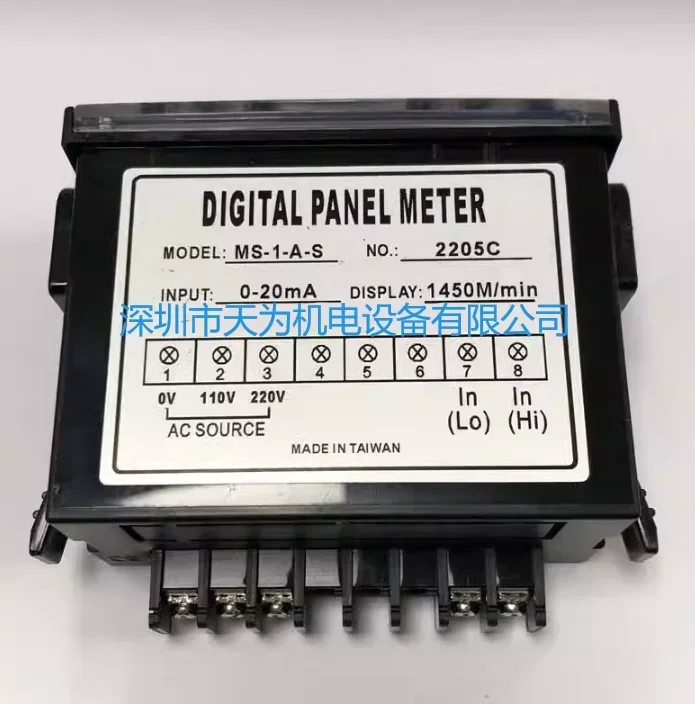 DIGITAL PANEL METER
MODEL: MS-1-A-S NO.: 2205C
INPUT: 0-20mA DISPLAY: 1450M/min
深圳市天为机电设备有限公司
1 2 3 4 5 6 7 8
0V 110V 220V In (Lo) In (Hi)
AC SOURCE
MADE IN TAIWAN